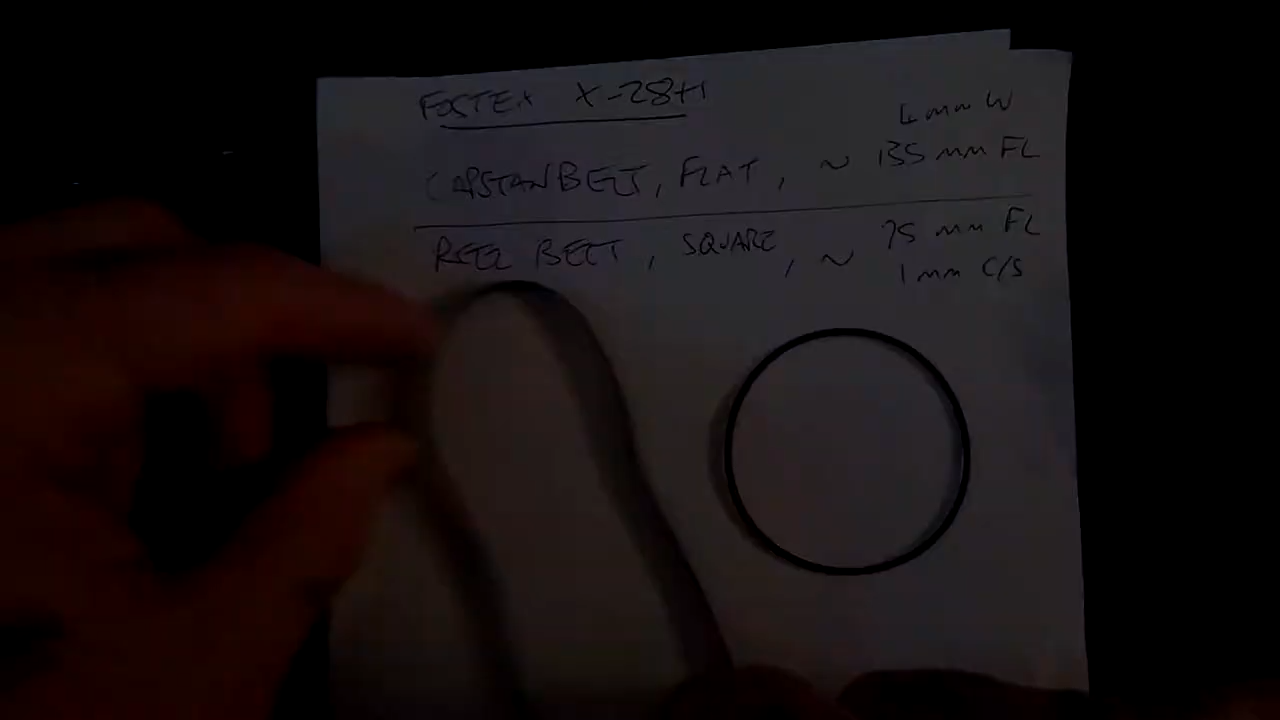 FOSTEX X-28H
4mm W
CAPSTAN BELT, FLAT, ~ 135 mm FL
REEL BELT, SQUARE, ~ 75 mm FL
1mm C/S